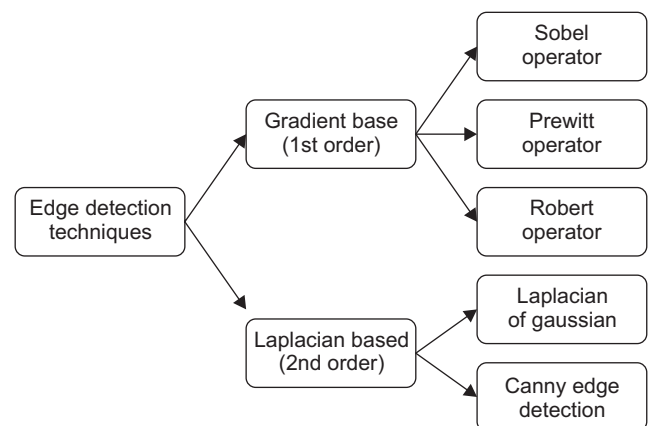 Edge detection
techniques
Gradient base
(1st order)
Laplacian based
(2nd order)
Sobel
operator
Prewitt
operator
Robert
operator
Laplacian
of gaussian
Canny edge
detection